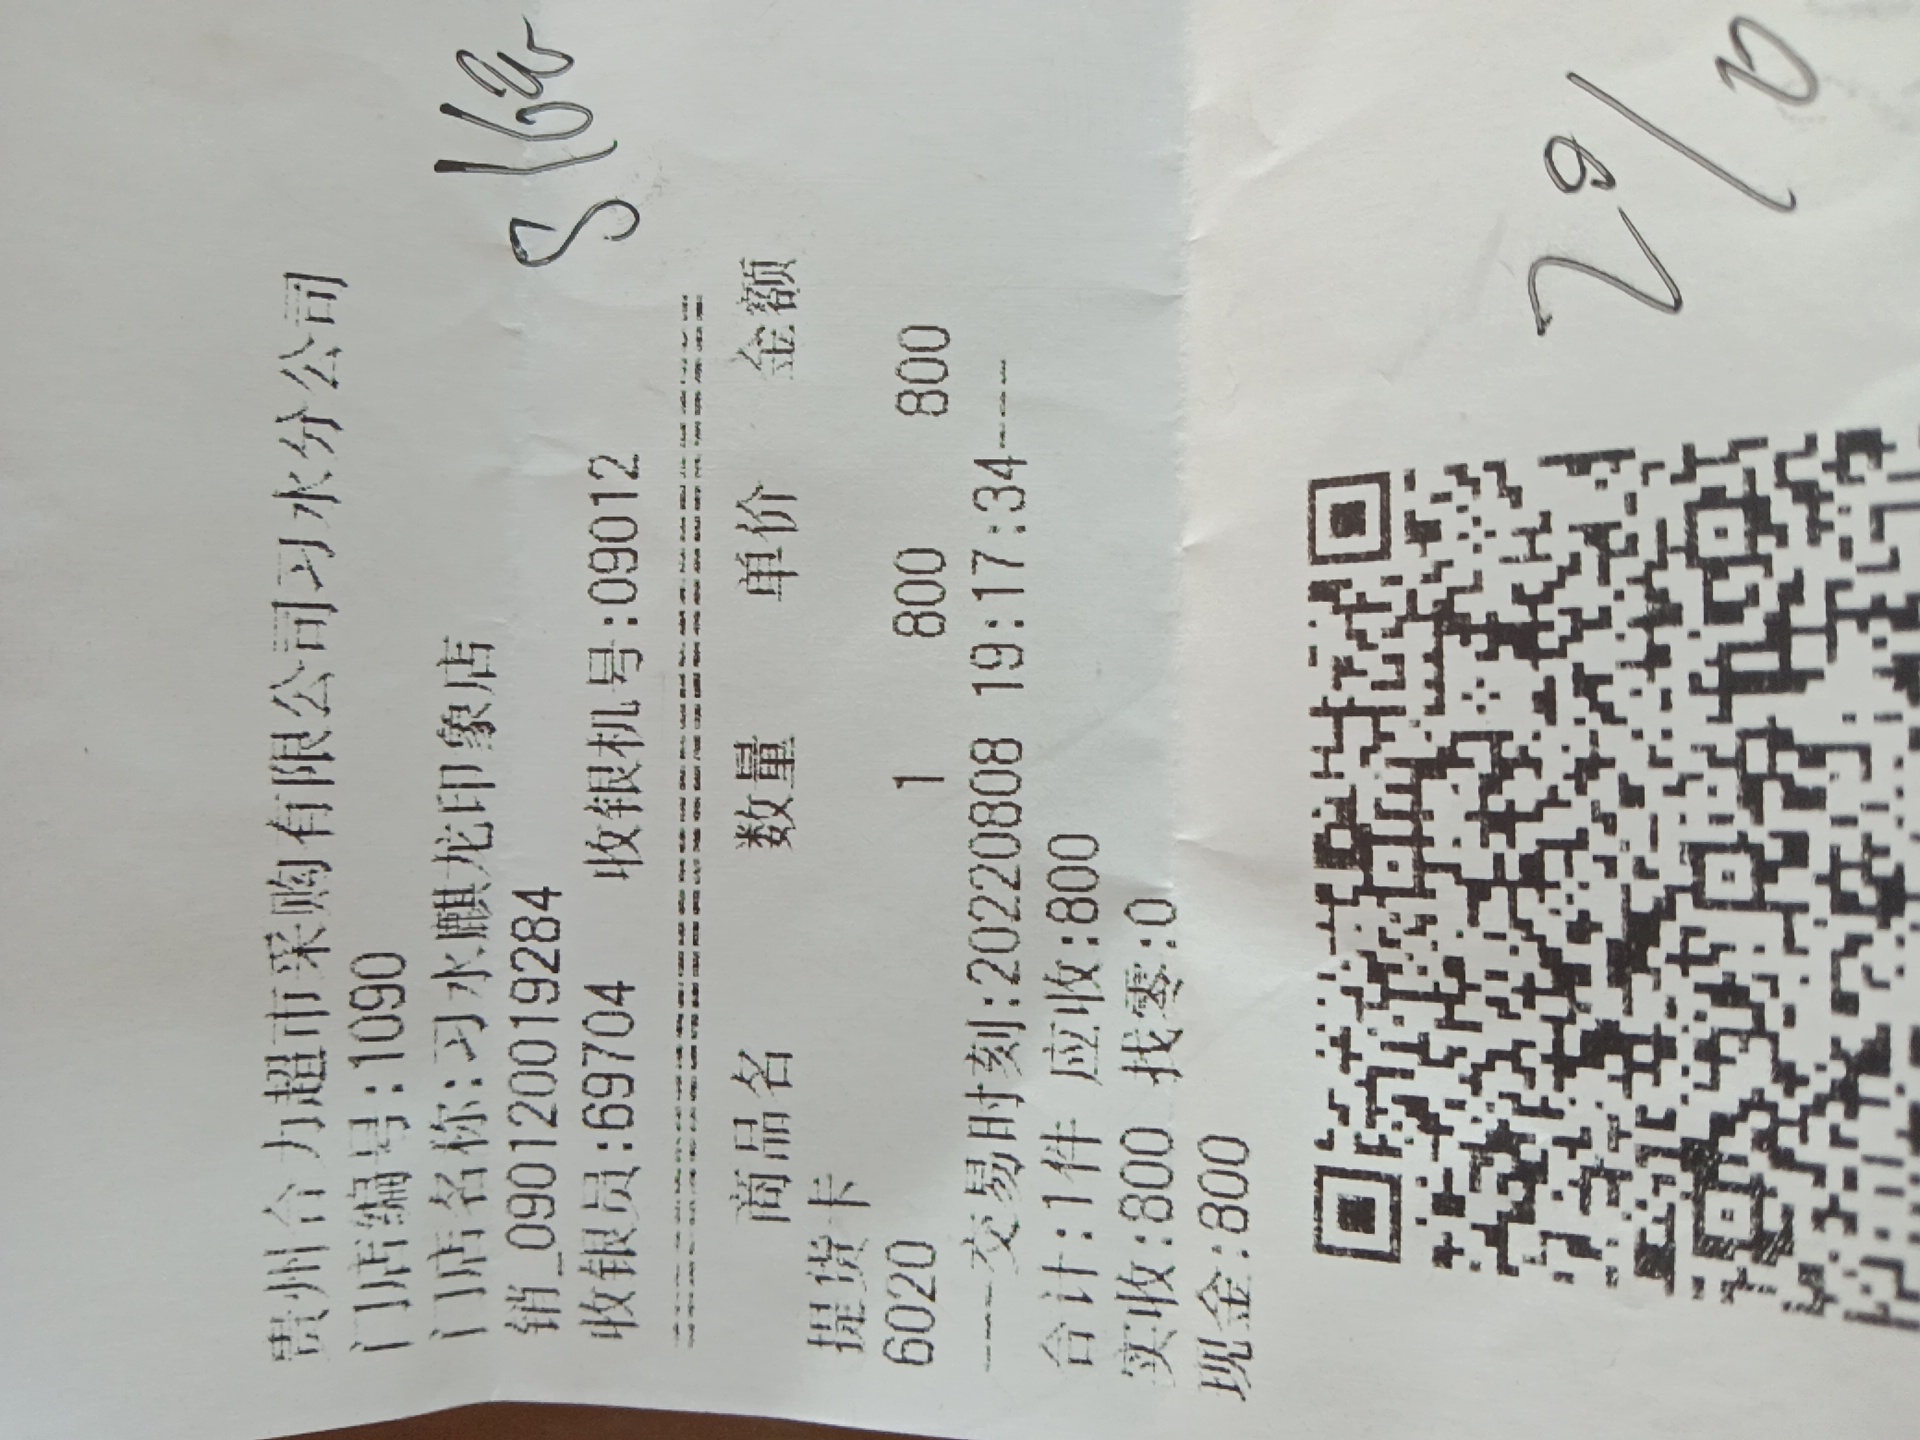 贵州合力超市采购有限公司习水分公司
门店编号:1090
门店名称:习水麒龙印象店
销_090120019284
收银员:69704 收银机号:09012
商品名 数量 单价 金额
提货卡
6020 1 800 800
----交易时刻:20220808 19:17:34----
合计:1件 应收:800
实收:800 找零:0
现金:800
29/10